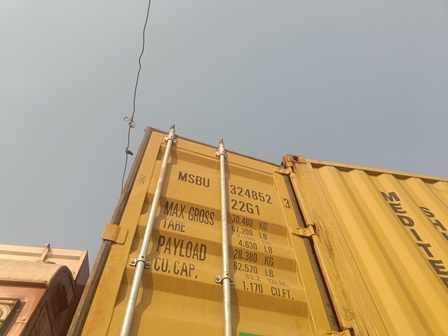 MSBU 324852 3
22G1
MAX GROSS 30.480 KG
67.200 LB
TARE
4.630 LB
PAYLOAD 28.380 KG
62.570 LB
CU. CAP.
1.170 CU.FT.
MEDITE
SH